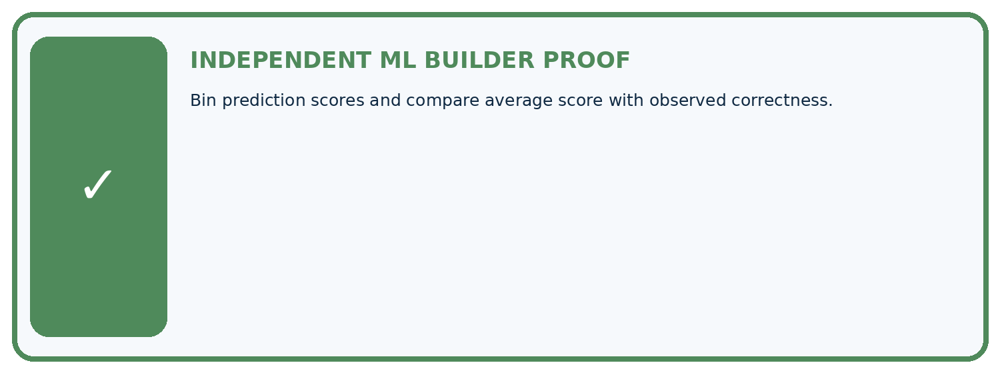 INDEPENDENT ML BUILDER PROOF
Bin prediction scores and compare average score with observed correctness.
✓